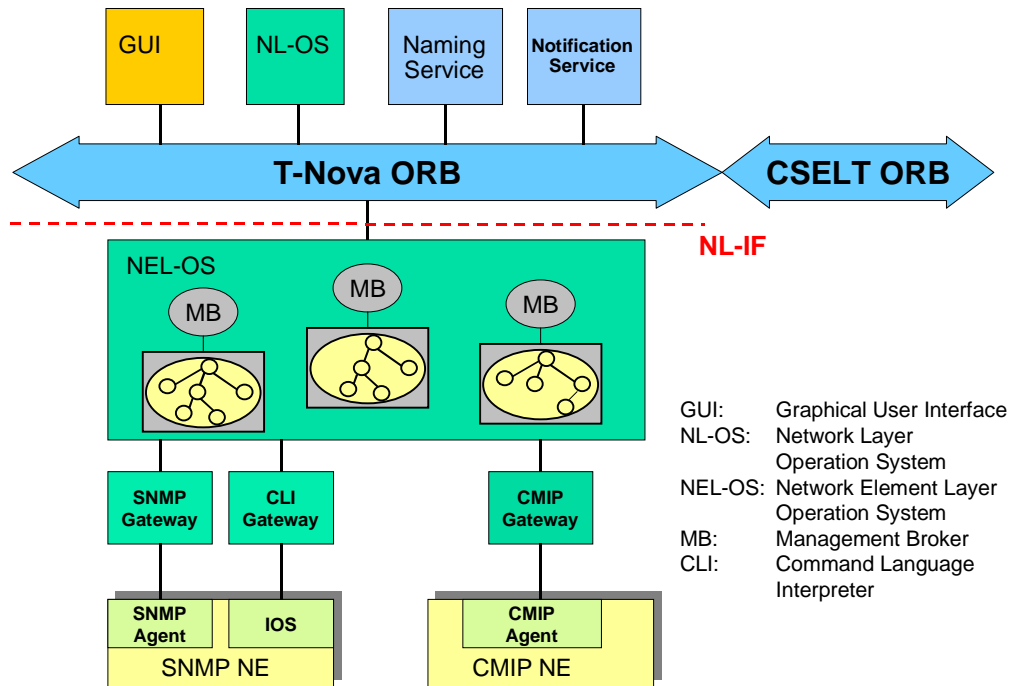 GUI
NL-OS
Naming
Service
Notification
Service
T-Nova ORB
CSELT ORB
NL-IF
NEL-OS
MB
MB
MB
SNMP
Gateway
CLI
Gateway
CMIP
Gateway
SNMP
Agent
IOS
SNMP NE
CMIP
Agent
CMIP NE
GUI: Graphical User Interface
NL-OS: Network Layer
Operation System
NEL-OS: Network Element Layer
Operation System
MB: Management Broker
CLI: Command Language
Interpreter